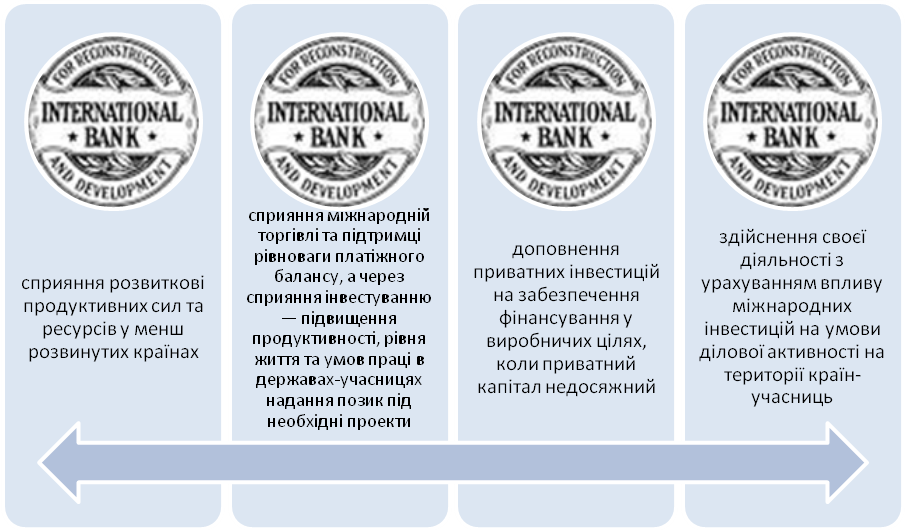 FOR RECONSTRUCTION
INTERNATIONAL
BANK
AND DEVELOPMENT
сприяння розвиткові
продуктивних сил та
ресурсів у менш
розвинутих країнах
FOR RECONSTRUCTION
INTERNATIONAL
BANK
AND DEVELOPMENT
сприяння міжнародній
торгівлі та підтримці
рівноваги платіжного
балансу, а через
сприяння інвестуванню
— підвищення
продуктивності, рівня
життя та умов праці в
державах-учасницях
надання позик під
необхідні проекти
FOR RECONSTRUCTION
INTERNATIONAL
BANK
AND DEVELOPMENT
доповнення
приватних інвестицій
на забезпечення
фінансування у
виробничих цілях,
коли приватний
капітал недосяжний
FOR RECONSTRUCTION
INTERNATIONAL
BANK
AND DEVELOPMENT
здійснення своєї
діяльності з
урахуванням впливу
міжнародних
інвестицій на умови
ділової активності на
території країн-
учасниць